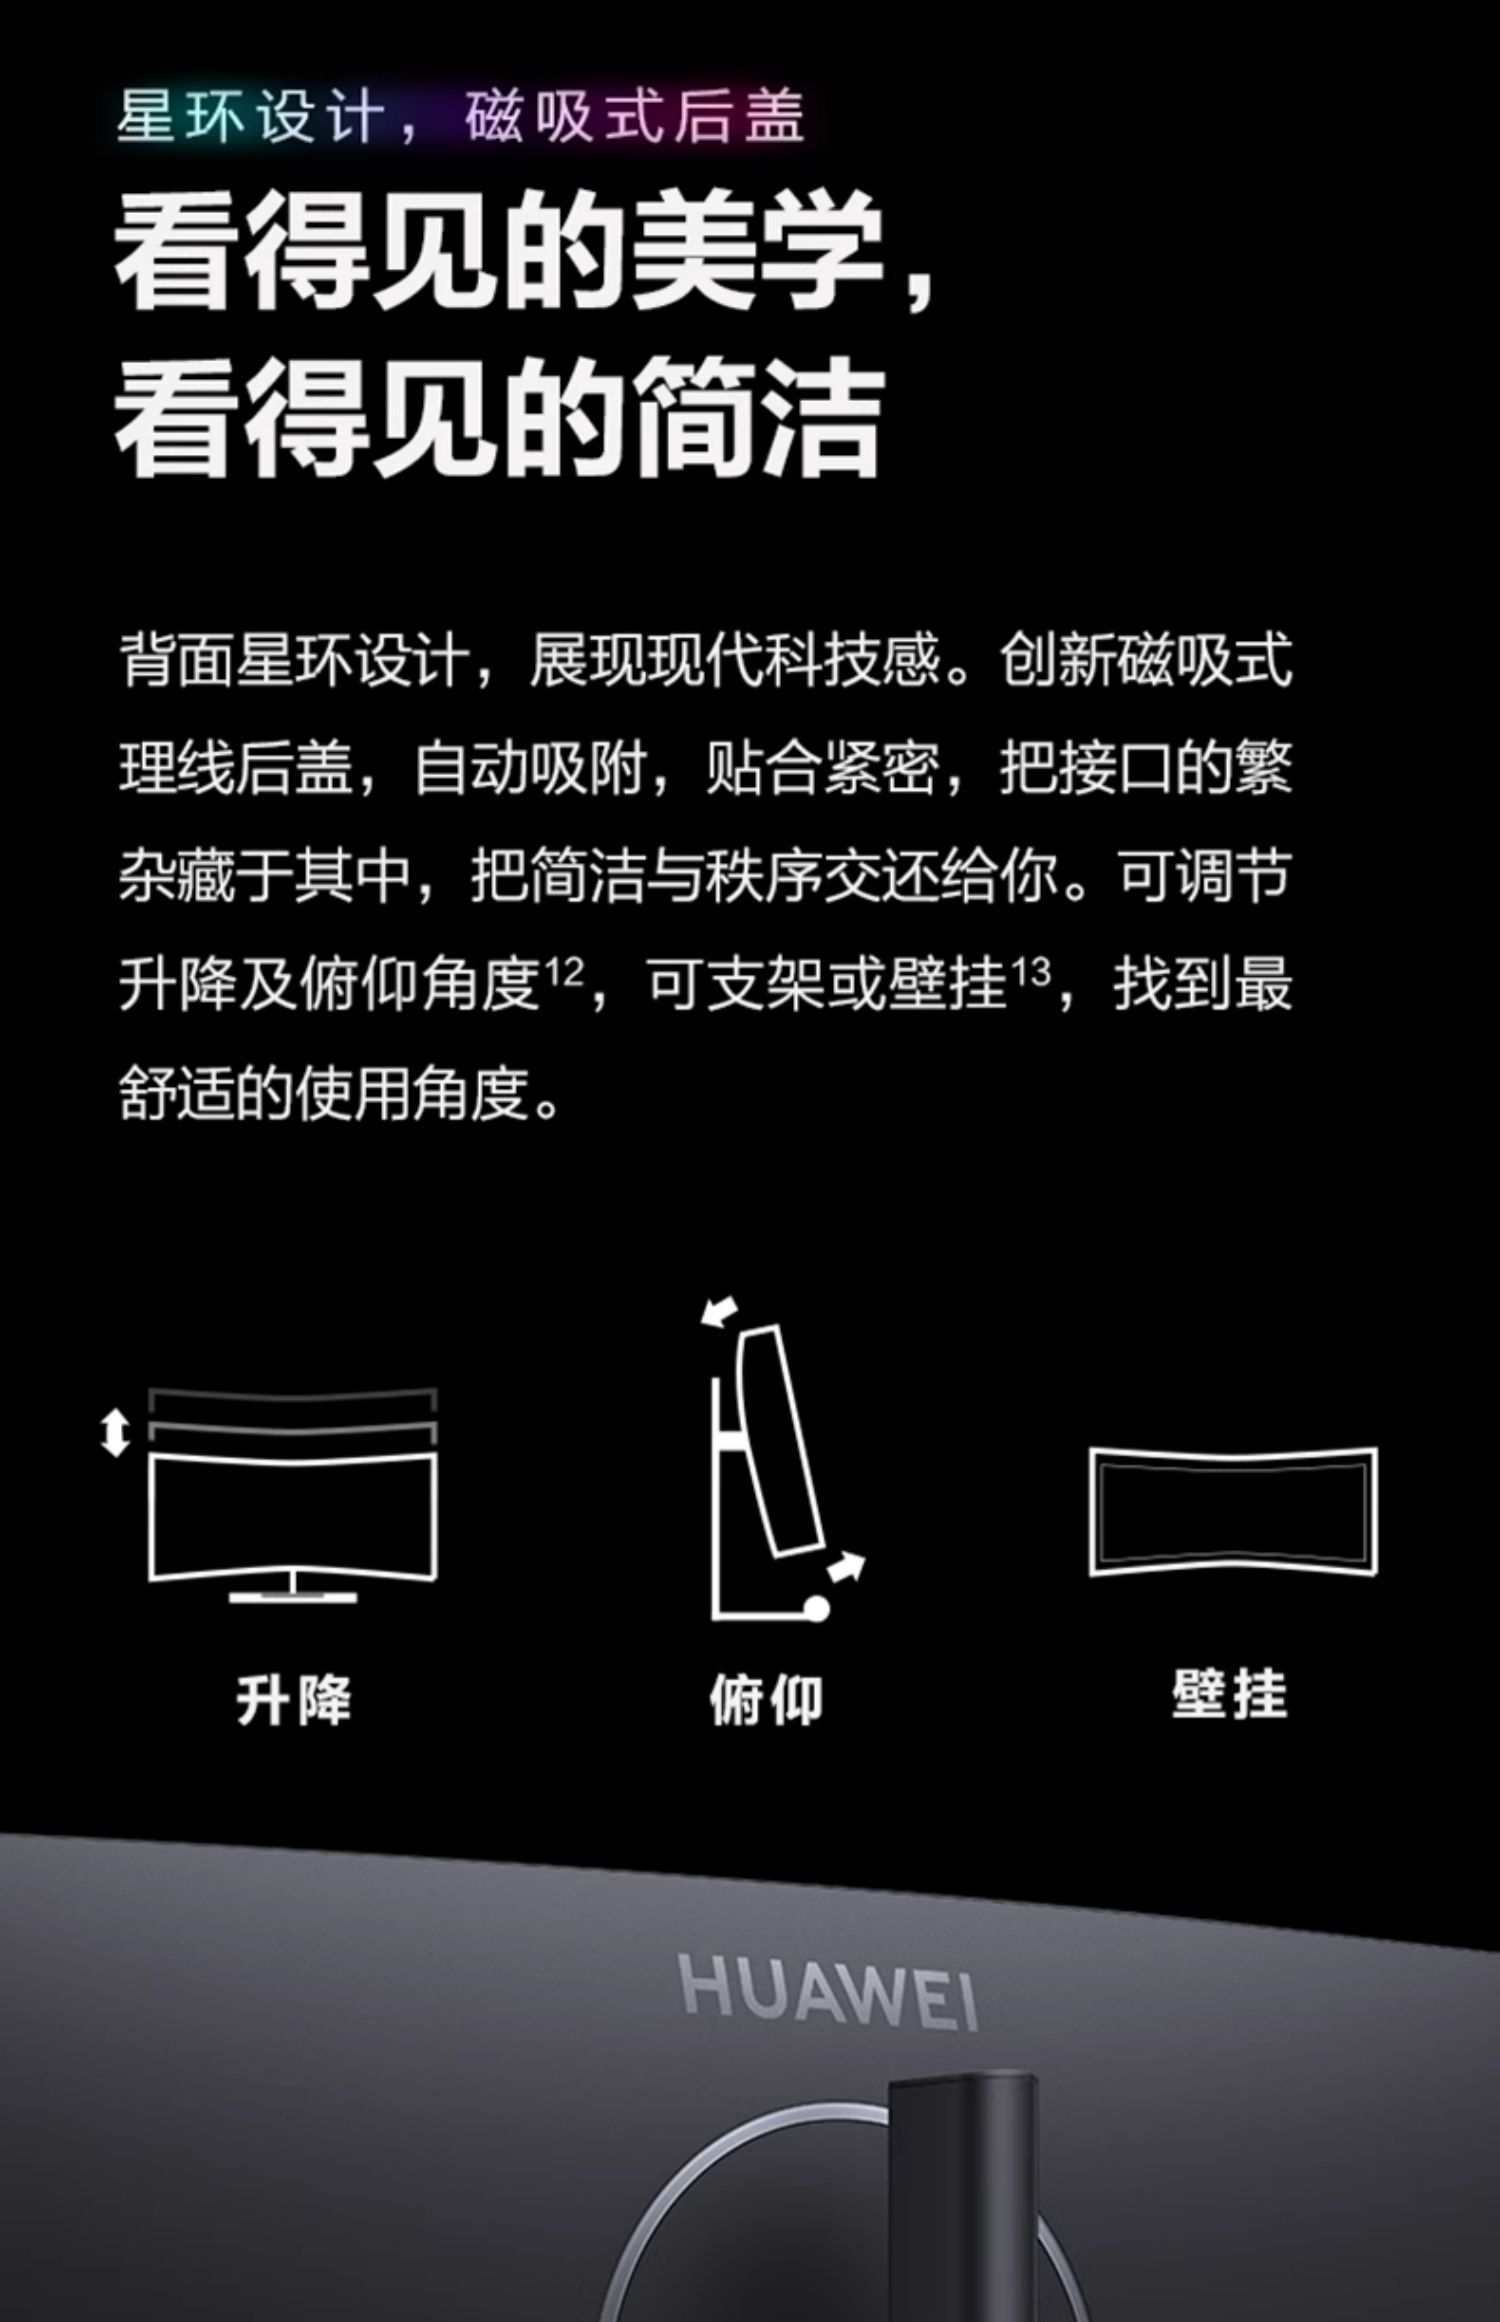 星环设计，磁吸式后盖
看得见的美学，
看得见的简洁
背面星环设计，展现现代科技感。创新磁吸式
理线后盖，自动吸附，贴合紧密，把接口的繁
杂藏于其中，把简洁与秩序交还给你。可调节
升降及俯仰角度12，可支架或壁挂13，找到最
舒适的使用角度。
升降
俯仰
壁挂
HUAWEI